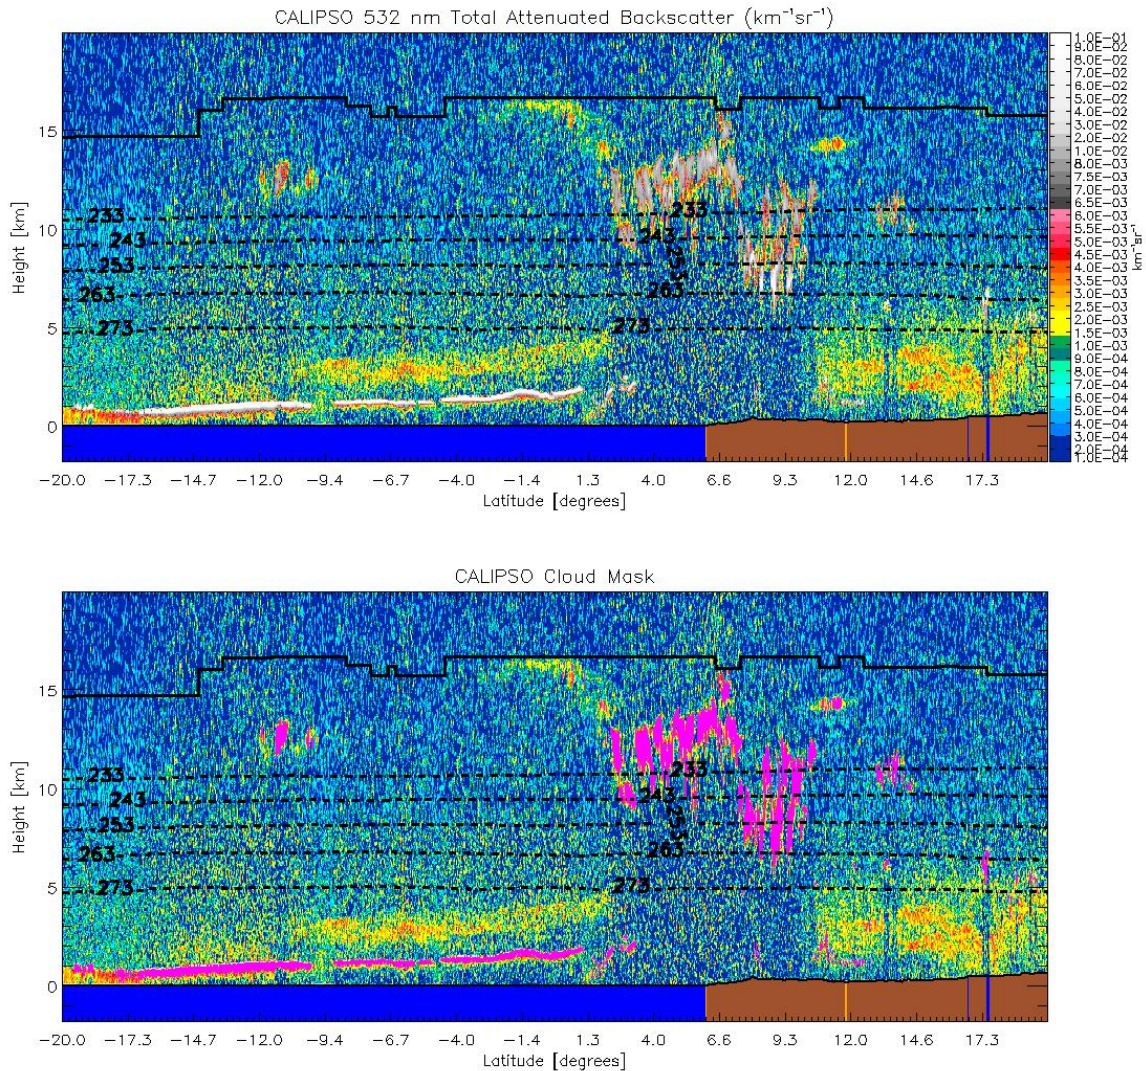 CALIPSO 532 nm Total Attenuated Backscatter (km⁻¹sr⁻¹)
Height [km]
15
10
5
0
233
243
253
263
273
233
243
253
263
273
-20.0 -17.3 -14.7 -12.0 -9.4 -6.7 -4.0 -1.4 1.3 4.0 6.6 9.3 12.0 14.6 17.3
Latitude [degrees]
1.0E-01
9.0E-02
8.0E-02
7.0E-02
6.0E-02
5.0E-02
4.0E-02
3.0E-02
2.0E-02
1.0E-02
8.0E-03
7.5E-03
7.0E-03
6.5E-03
6.0E-03
5.5E-03
5.0E-03
4.5E-03
4.0E-03
3.5E-03
3.0E-03
2.5E-03
2.0E-03
1.5E-03
1.0E-03
9.0E-04
8.0E-04
7.0E-04
6.0E-04
5.0E-04
4.0E-04
3.0E-04
2.0E-04
1.0E-04
km⁻¹sr⁻¹
CALIPSO Cloud Mask
Height [km]
15
10
5
0
233
243
253
263
273
233
243
253
263
273
-20.0 -17.3 -14.7 -12.0 -9.4 -6.7 -4.0 -1.4 1.3 4.0 6.6 9.3 12.0 14.6 17.3
Latitude [degrees]